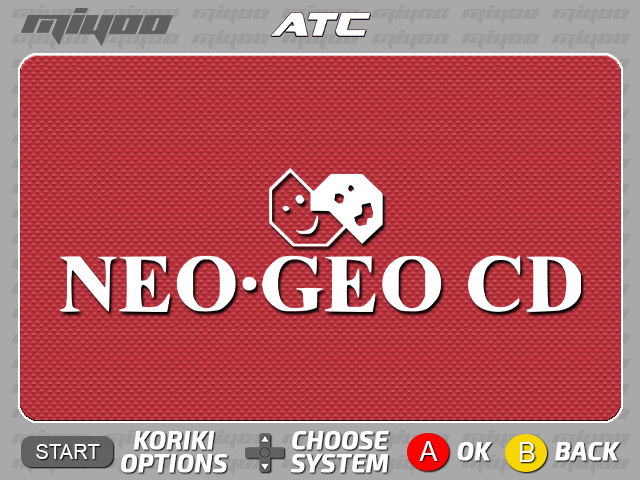 miyoo
ATC
NEO•GEO CD
START
KORIKI
OPTIONS
CHOOSE
SYSTEM
A OK
B BACK